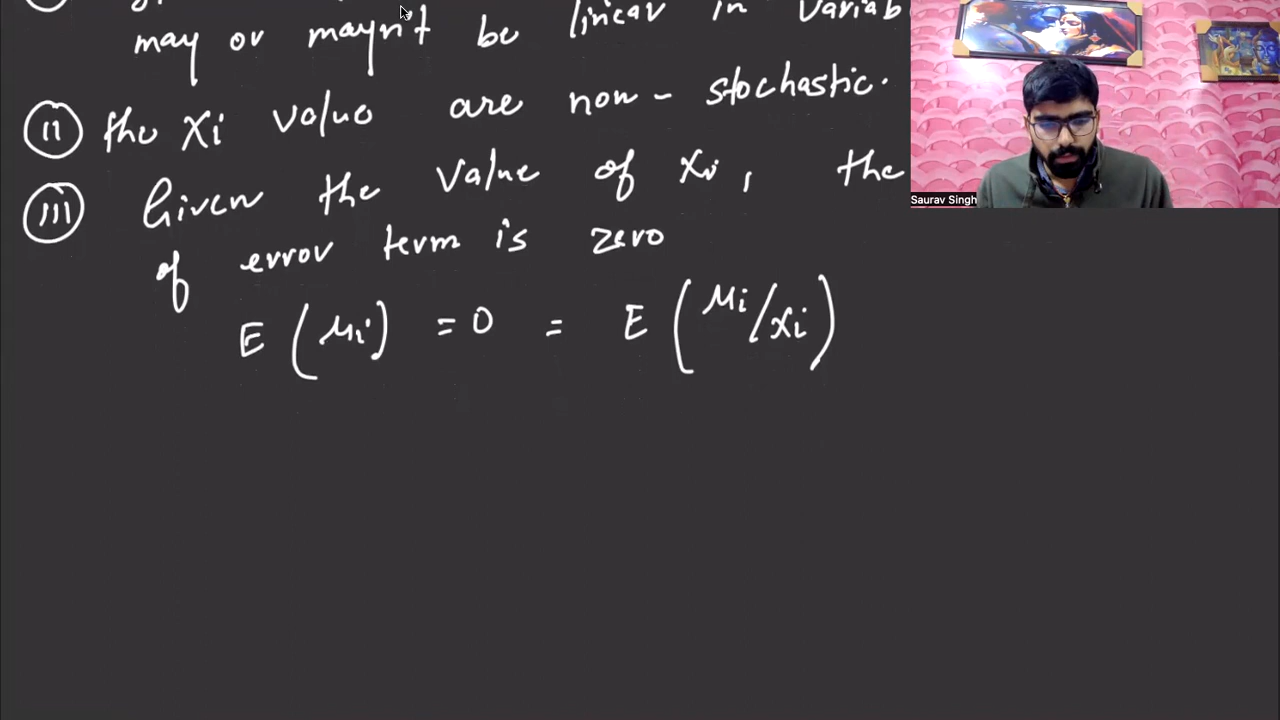 may or mayn't be linear in variab
(II) the Xi value are non - stochastic.
(III) Given the value of xi, the
of error term is zero
E (μi) = 0 = E (μi/xi)
Saurav Singh